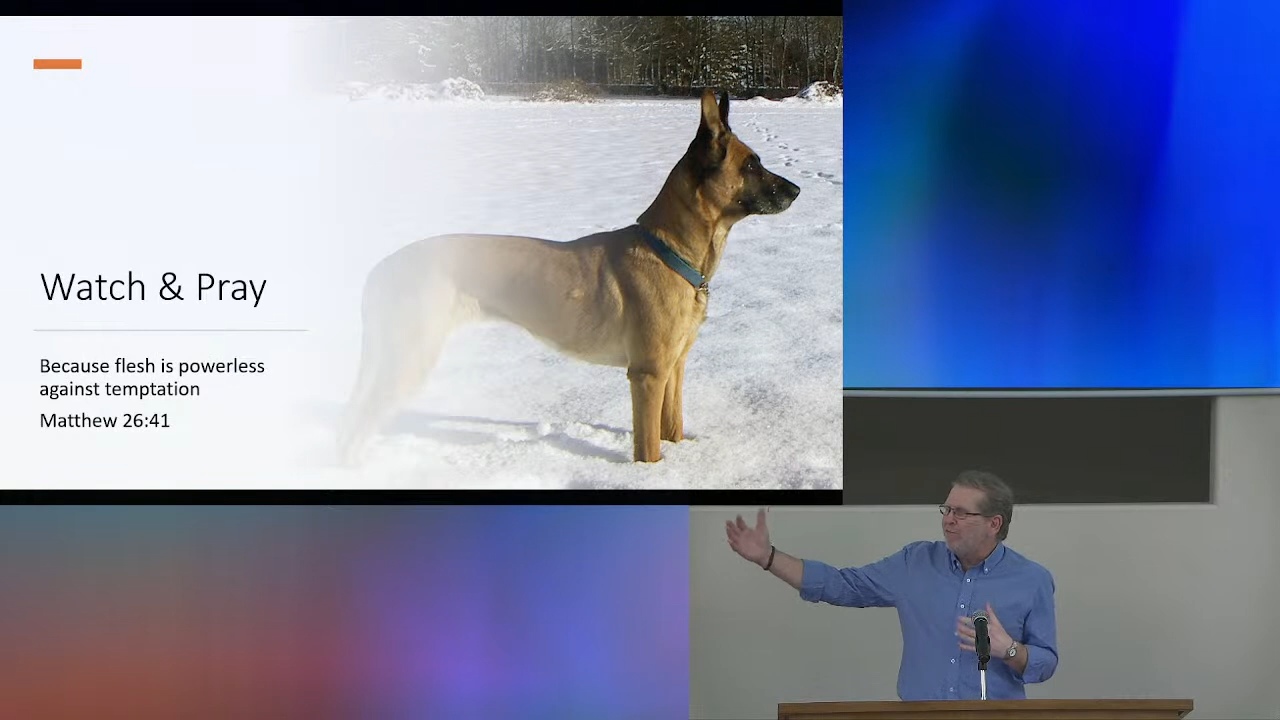 Watch & Pray
Because flesh is powerless
against temptation
Matthew 26:41